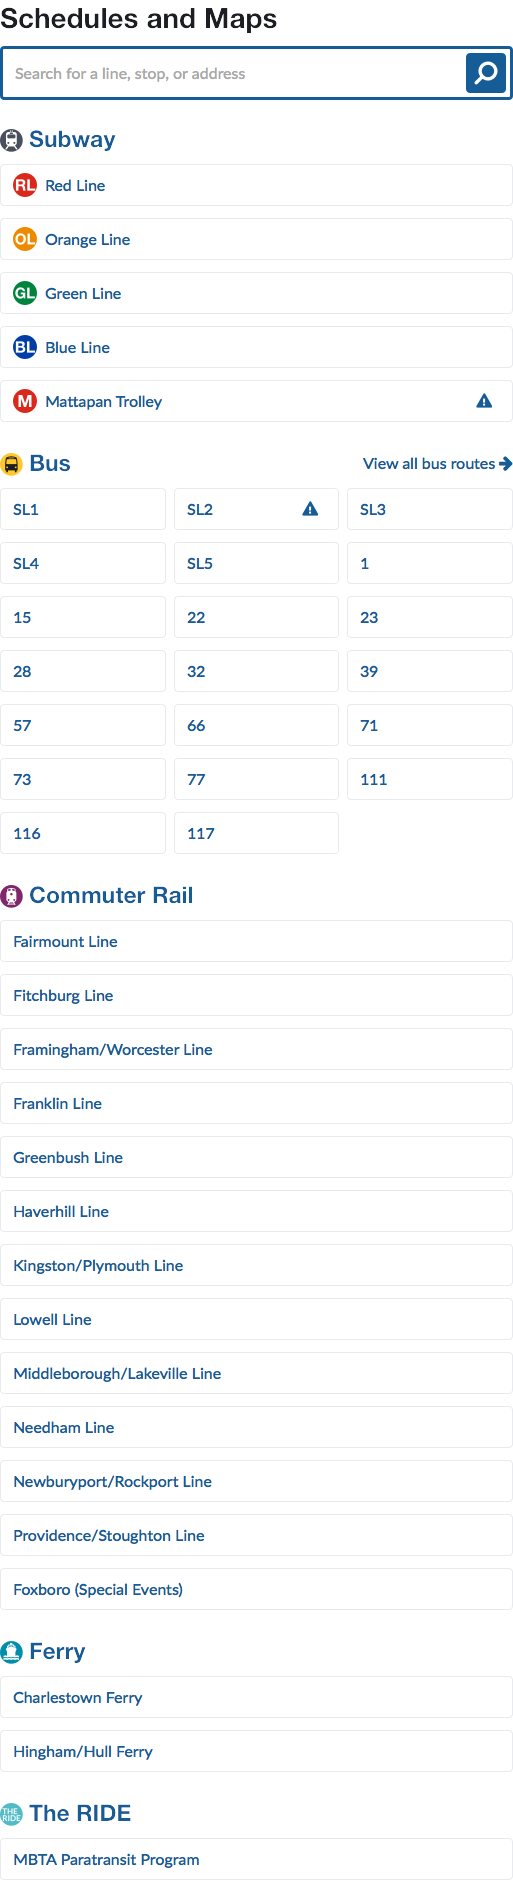 Schedules and Maps
Search for a line, stop, or address
Subway
RL Red Line
OL Orange Line
GL Green Line
BL Blue Line
M Mattapan Trolley
Bus View all bus routes
SL1 SL2 SL3
SL4 SL5 1
15 22 23
28 32 39
57 66 71
73 77 111
116 117
Commuter Rail
Fairmount Line
Fitchburg Line
Framingham/Worcester Line
Franklin Line
Greenbush Line
Haverhill Line
Kingston/Plymouth Line
Lowell Line
Middleborough/Lakeville Line
Needham Line
Newburyport/Rockport Line
Providence/Stoughton Line
Foxboro (Special Events)
Ferry
Charlestown Ferry
Hingham/Hull Ferry
THE RIDE The RIDE
MBTA Paratransit Program